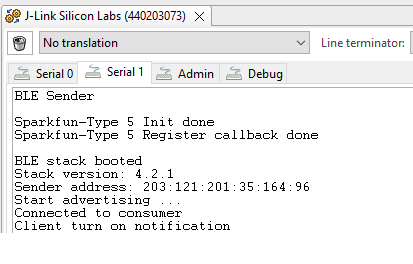 J-Link Silicon Labs (440203073)
No translation
Line terminator:
Serial 0
Serial 1
Admin
Debug
BLE Sender
Sparkfun-Type 5 Init done
Sparkfun-Type 5 Register callback done
BLE stack booted
Stack version: 4.2.1
Sender address: 203:121:201:35:164:96
Start advertising ...
Connected to consumer
Client turn on notification